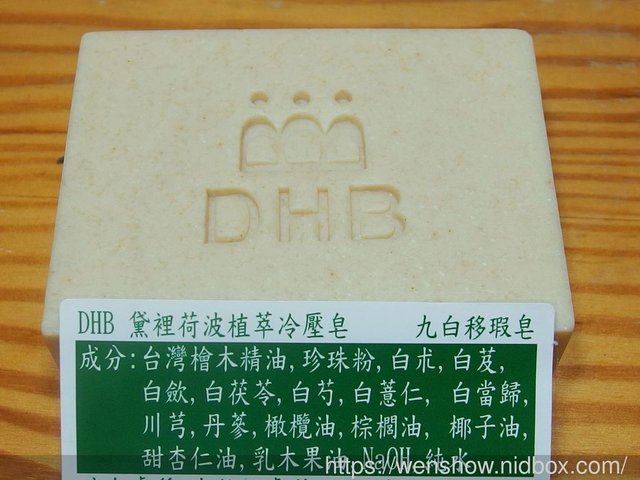 DHB
DHB 黛裡荷波植萃冷壓皂 九白移瑕皂
成分:台灣檜木精油,珍珠粉,白朮,白芨,
白歛,白茯苓,白芍,白薏仁, 白當歸,
川芎,丹蔘,橄欖油,棕櫚油, 椰子油,
甜杏仁油,乳木果油,NaOH,純水
https://wenshow.nidbox.com/